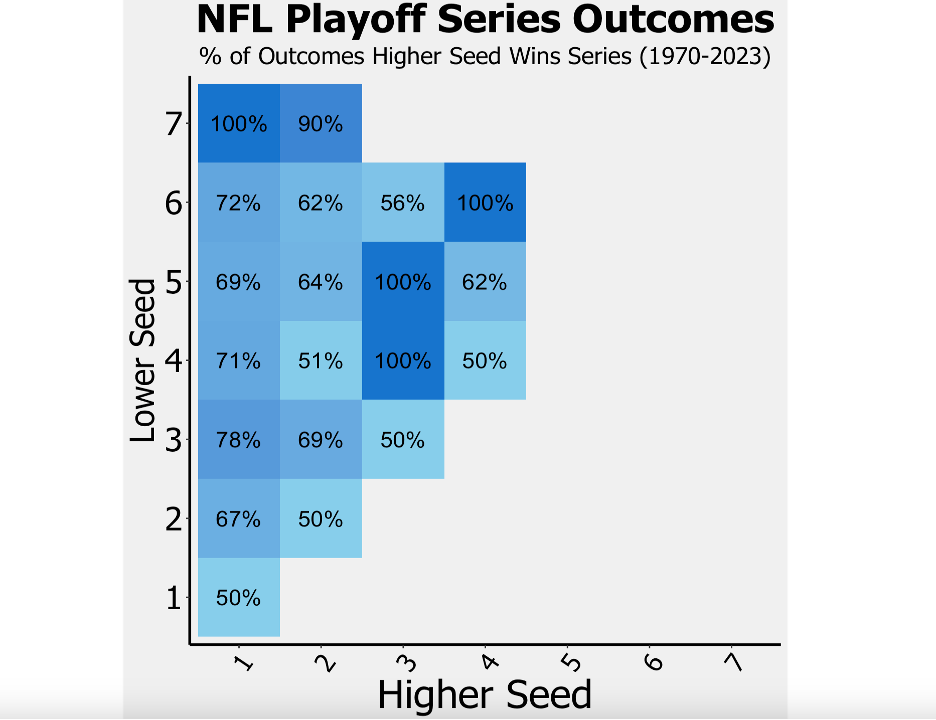 NFL Playoff Series Outcomes
% of Outcomes Higher Seed Wins Series (1970-2023)
7 100% 90%
6 72% 62% 56% 100%
5 69% 64% 100% 62%
4 71% 51% 100% 50%
3 78% 69% 50%
2 67% 50%
1 50%
Lower Seed
1 2 3 4 5 6 7
Higher Seed